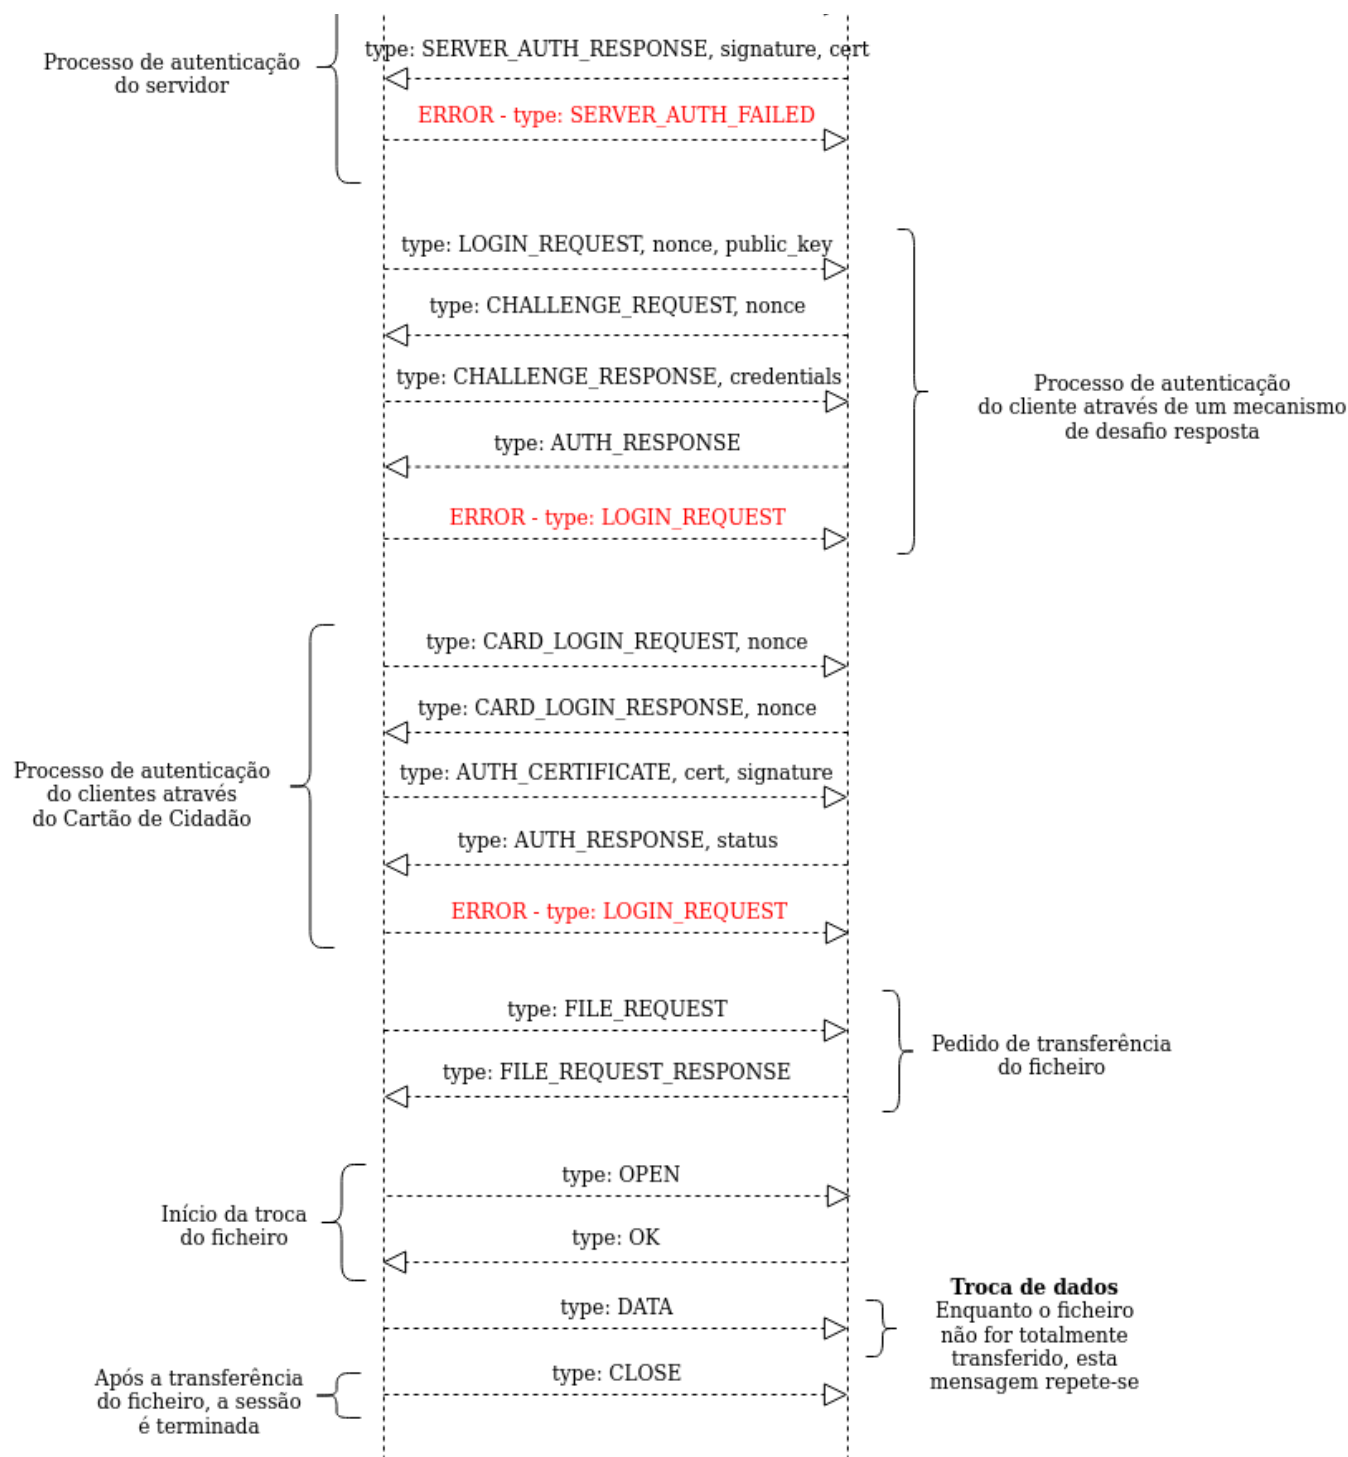 type: SERVER_AUTH_RESPONSE, signature, cert
Processo de autenticação
do servidor
ERROR - type: SERVER_AUTH_FAILED
type: LOGIN_REQUEST, nonce, public_key
type: CHALLENGE_REQUEST, nonce
type: CHALLENGE_RESPONSE, credentials
type: AUTH_RESPONSE
ERROR - type: LOGIN_REQUEST
Processo de autenticação
do cliente através de um mecanismo
de desafio resposta
type: CARD_LOGIN_REQUEST, nonce
type: CARD_LOGIN_RESPONSE, nonce
type: AUTH_CERTIFICATE, cert, signature
type: AUTH_RESPONSE, status
ERROR - type: LOGIN_REQUEST
Processo de autenticação
do clientes através
do Cartão de Cidadão
type: FILE_REQUEST
type: FILE_REQUEST_RESPONSE
Pedido de transferência
do ficheiro
type: OPEN
type: OK
Início da troca
do ficheiro
type: DATA
Troca de dados
Enquanto o ficheiro
não for totalmente
transferido, esta
mensagem repete-se
type: CLOSE
Após a transferência
do ficheiro, a sessão
é terminada